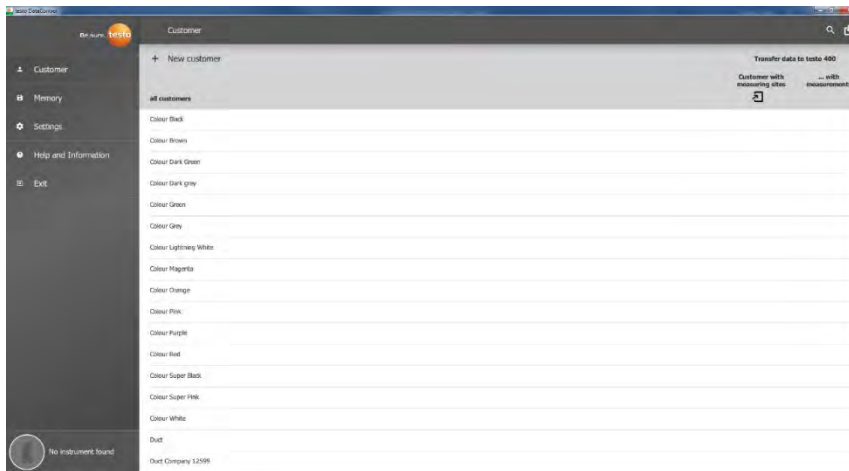 testo DataControl
Be sure. testo
Customer
Memory
Settings
Help and Information
Exit
No instrument found
Customer
+ New customer
Transfer data to testo 400
Customer with measuring sites
... with measurement
all customers
Colour Black
Colour Brown
Colour Dark Green
Colour Dark grey
Colour Green
Colour Grey
Colour Lightning White
Colour Magenta
Colour Orange
Colour Pink
Colour Purple
Colour Red
Colour Super Black
Colour Super Pink
Colour White
Duct
Duct Company 12599